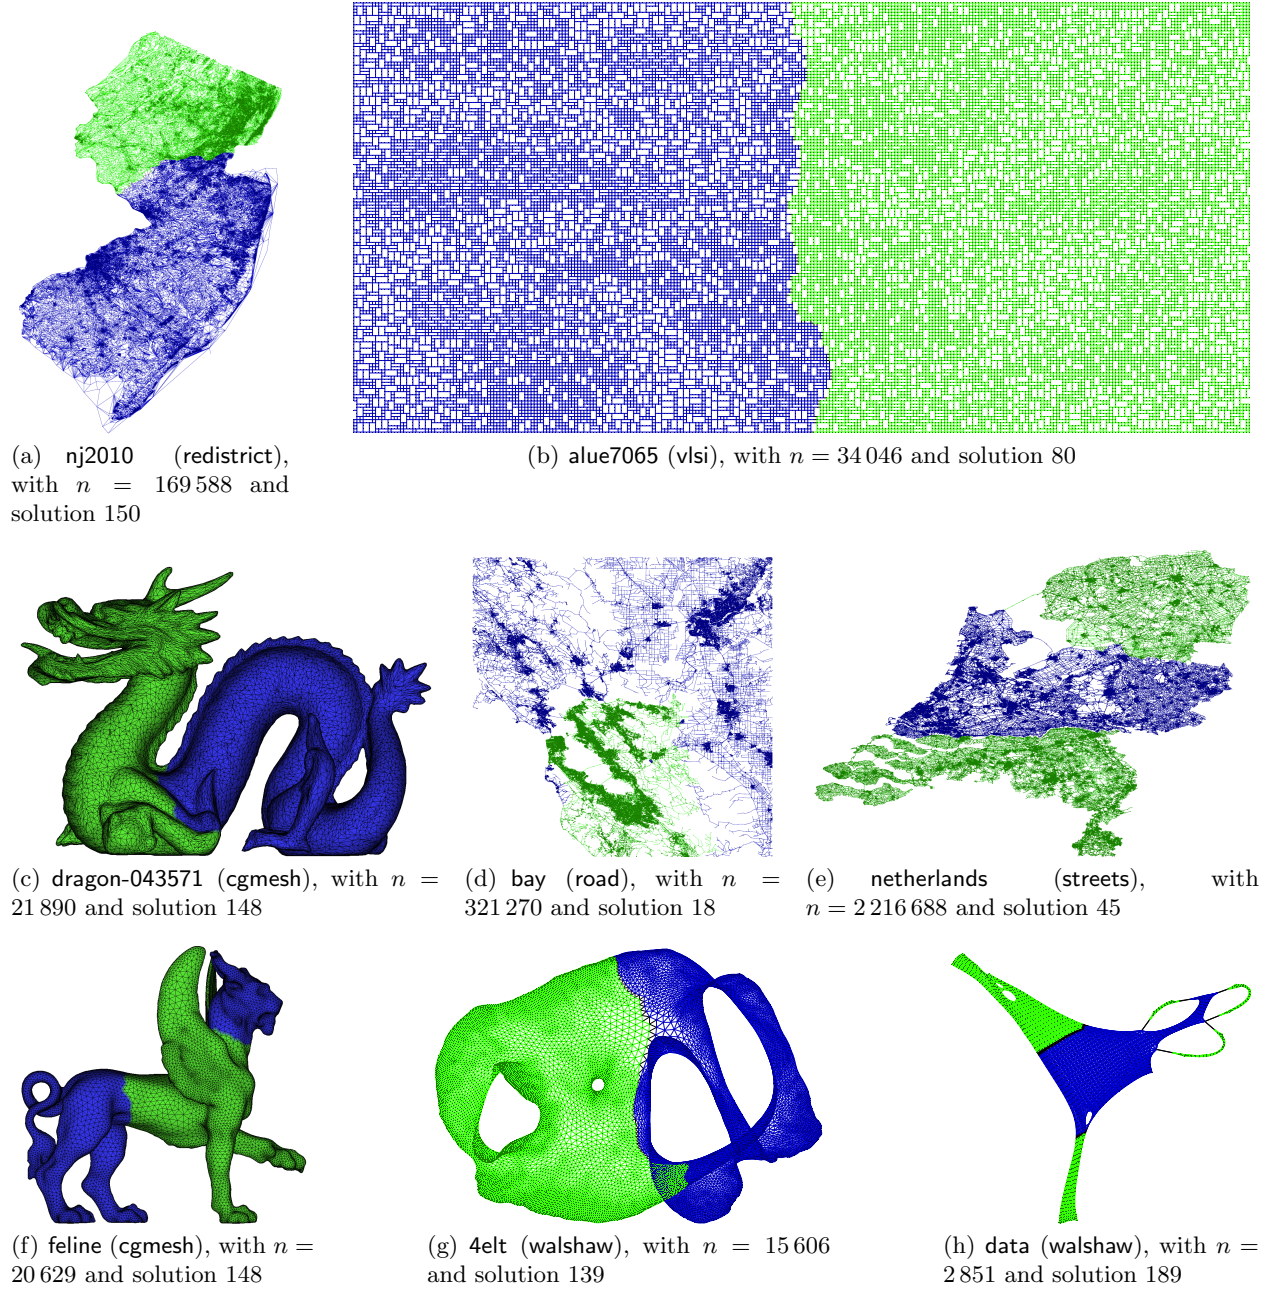 (a) nj2010 (redistrict),
with n = 169 588 and
solution 150
(b) alue7065 (vlsi), with n = 34 046 and solution 80
(c) dragon-043571 (cgmesh), with n =
21 890 and solution 148
(d) bay (road), with n =
321 270 and solution 18
(e) netherlands (streets), with
n = 2 216 688 and solution 45
(f) feline (cgmesh), with n =
20 629 and solution 148
(g) 4elt (walshaw), with n = 15 606
and solution 139
(h) data (walshaw), with n =
2 851 and solution 189